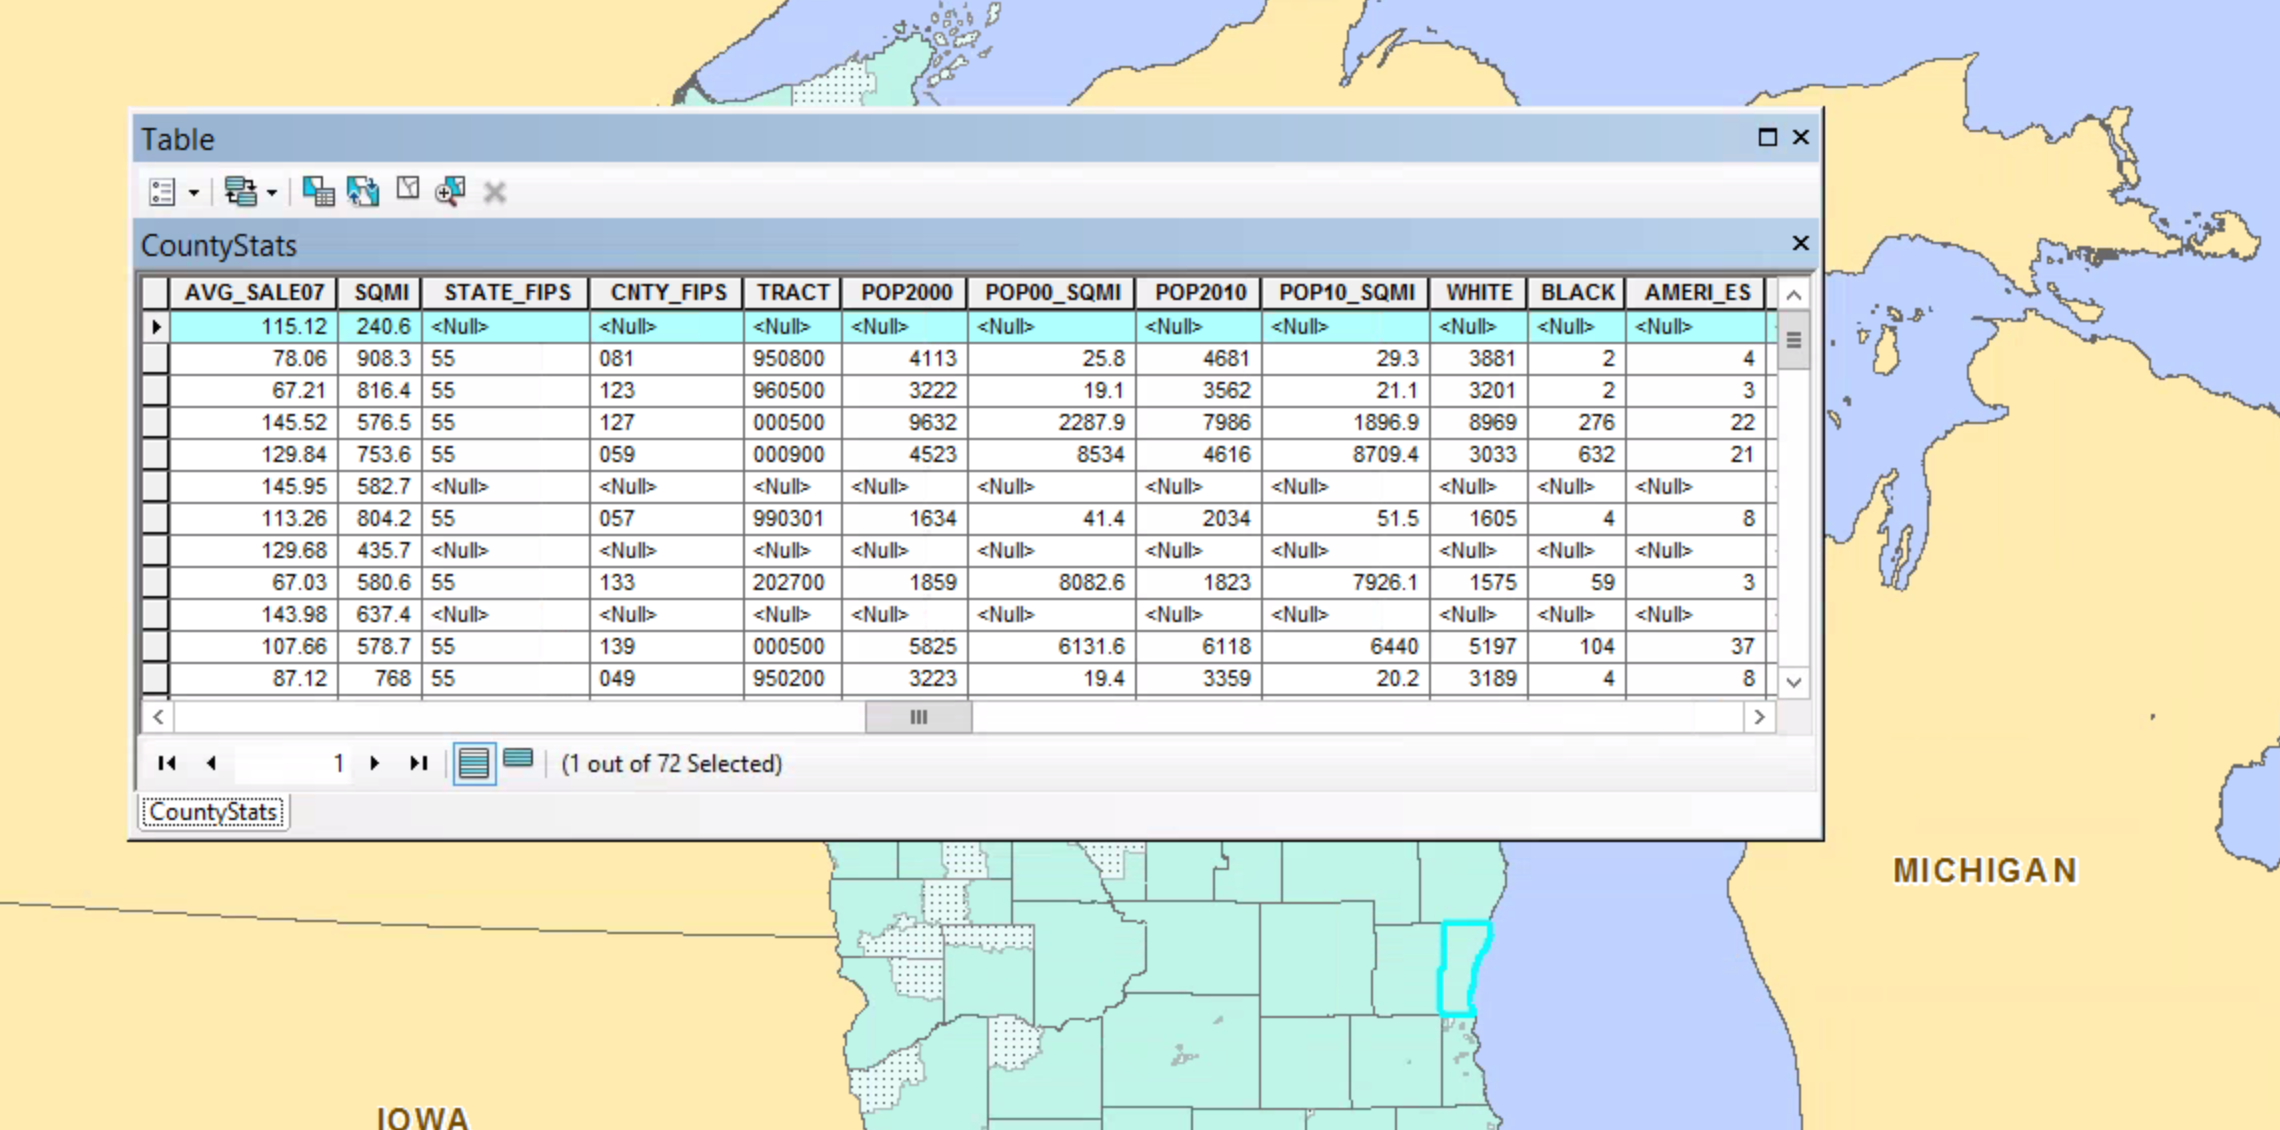 Table
CountyStats
AVG_SALE07 SQMI STATE_FIPS CNTY_FIPS TRACT POP2000 POP00_SQMI POP2010 POP10_SQMI WHITE BLACK AMERI_ES
115.12 240.6 <Null> <Null> <Null> <Null> <Null> <Null> <Null> <Null> <Null> <Null>
78.06 908.3 55 081 950800 4113 25.8 4681 29.3 3881 2 4
67.21 816.4 55 123 960500 3222 19.1 3562 21.1 3201 2 3
145.52 576.5 55 127 000500 9632 2287.9 7986 1896.9 8969 276 22
129.84 753.6 55 059 000900 4523 8534 4616 8709.4 3033 632 21
145.95 582.7 <Null> <Null> <Null> <Null> <Null> <Null> <Null> <Null> <Null> <Null>
113.26 804.2 55 057 990301 1634 41.4 2034 51.5 1605 4 8
129.68 435.7 <Null> <Null> <Null> <Null> <Null> <Null> <Null> <Null> <Null> <Null>
67.03 580.6 55 133 202700 1859 8082.6 1823 7926.1 1575 59 3
143.98 637.4 <Null> <Null> <Null> <Null> <Null> <Null> <Null> <Null> <Null> <Null>
107.66 578.7 55 139 000500 5825 6131.6 6118 6440 5197 104 37
87.12 768 55 049 950200 3223 19.4 3359 20.2 3189 4 8
1 (1 out of 72 Selected)
CountyStats
MICHIGAN
IOWA